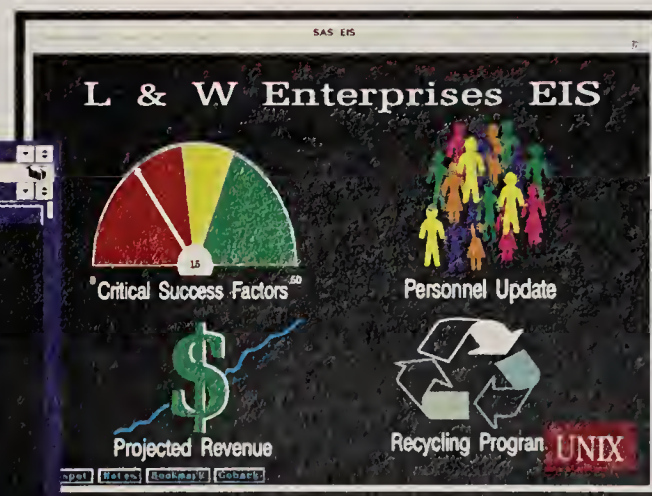 SAS EIS
L & W Enterprises EIS
15
0 50
Critical Success Factors
Personnel Update
Projected Revenue
Recycling Program
UNIX
Notes Bookmark Goback